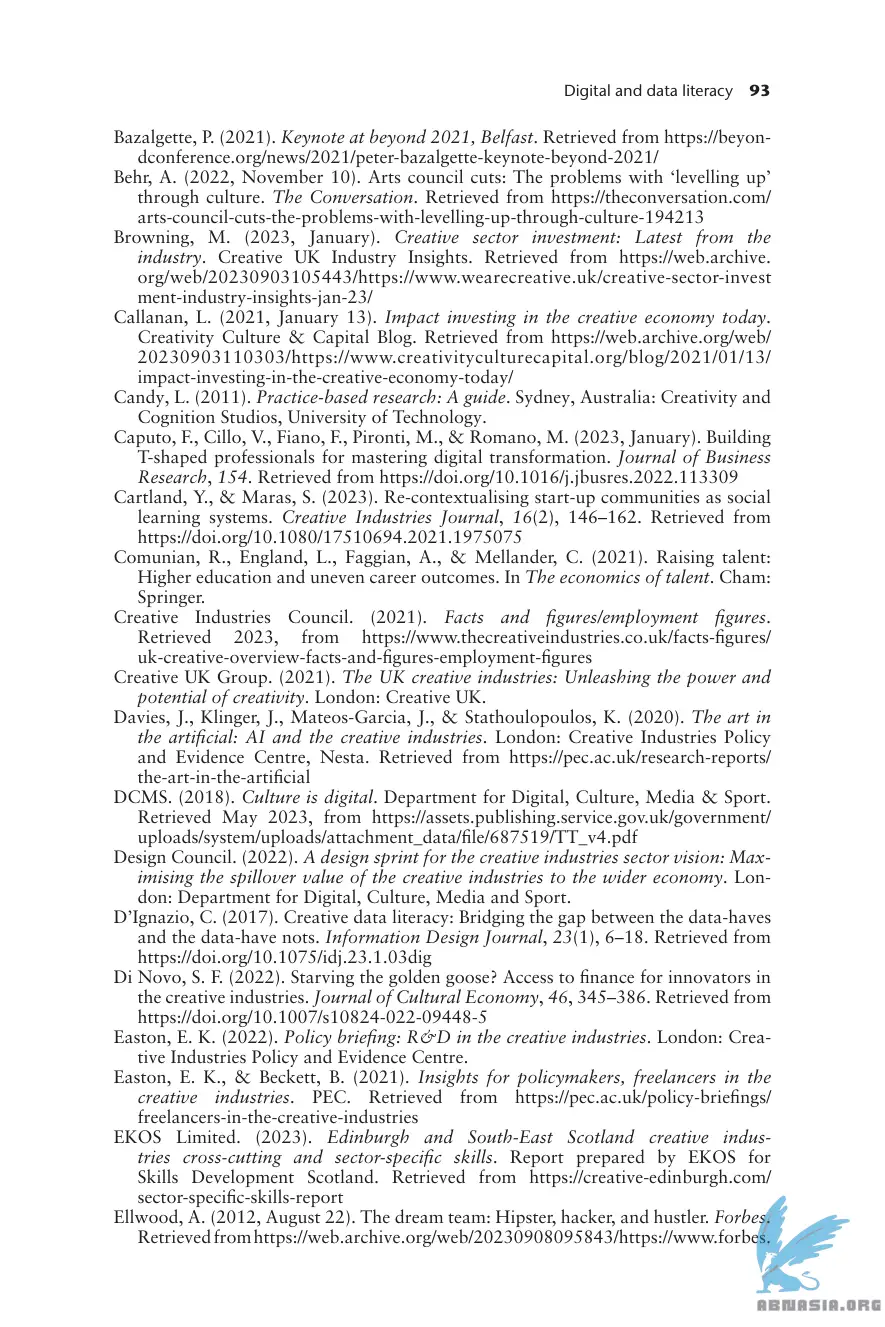 Digital and data literacy 93
Bazalgette, P. (2021). Keynote at beyond 2021, Belfast. Retrieved from https://beyon-
dconference.org/news/2021/peter-bazalgette-keynote-beyond-2021/
Behr, A. (2022, November 10). Arts council cuts: The problems with ‘levelling up’
through culture. The Conversation. Retrieved from https://theconversation.com/
arts-council-cuts-the-problems-with-levelling-up-through-culture-194213
Browning, M. (2023, January). Creative sector investment: Latest from the
industry. Creative UK Industry Insights. Retrieved from https://web.archive.
org/web/20230903105443/https://www.wearecreative.uk/creative-sector-invest
ment-industry-insights-jan-23/
Callanan, L. (2021, January 13). Impact investing in the creative economy today.
Creativity Culture & Capital Blog. Retrieved from https://web.archive.org/web/
20230903110303/https://www.creativityculturecapital.org/blog/2021/01/13/
impact-investing-in-the-creative-economy-today/
Candy, L. (2011). Practice-based research: A guide. Sydney, Australia: Creativity and
Cognition Studios, University of Technology.
Caputo, F., Cillo, V., Fiano, F., Pironti, M., & Romano, M. (2023, January). Building
T-shaped professionals for mastering digital transformation. Journal of Business
Research, 154. Retrieved from https://doi.org/10.1016/j.jbusres.2022.113309
Cartland, Y., & Maras, S. (2023). Re-contextualising start-up communities as social
learning systems. Creative Industries Journal, 16(2), 146–162. Retrieved from
https://doi.org/10.1080/17510694.2021.1975075
Comunian, R., England, L., Faggian, A., & Mellander, C. (2021). Raising talent:
Higher education and uneven career outcomes. In The economics of talent. Cham:
Springer.
Creative Industries Council. (2021). Facts and figures/employment figures.
Retrieved 2023, from https://www.thecreativeindustries.co.uk/facts-figures/
uk-creative-overview-facts-and-figures-employment-figures
Creative UK Group. (2021). The UK creative industries: Unleashing the power and
potential of creativity. London: Creative UK.
Davies, J., Klinger, J., Mateos-Garcia, J., & Stathoulopoulos, K. (2020). The art in
the artificial: AI and the creative industries. London: Creative Industries Policy
and Evidence Centre, Nesta. Retrieved from https://pec.ac.uk/research-reports/
the-art-in-the-artificial
DCMS. (2018). Culture is digital. Department for Digital, Culture, Media & Sport.
Retrieved May 2023, from https://assets.publishing.service.gov.uk/government/
uploads/system/uploads/attachment_data/file/687519/TT_v4.pdf
Design Council. (2022). A design sprint for the creative industries sector vision: Max-
imising the spillover value of the creative industries to the wider economy. Lon-
don: Department for Digital, Culture, Media and Sport.
D’Ignazio, C. (2017). Creative data literacy: Bridging the gap between the data-haves
and the data-have nots. Information Design Journal, 23(1), 6–18. Retrieved from
https://doi.org/10.1075/idj.23.1.03dig
Di Novo, S. F. (2022). Starving the golden goose? Access to finance for innovators in
the creative industries. Journal of Cultural Economy, 46, 345–386. Retrieved from
https://doi.org/10.1007/s10824-022-09448-5
Easton, E. K. (2022). Policy briefing: R&D in the creative industries. London: Crea-
tive Industries Policy and Evidence Centre.
Easton, E. K., & Beckett, B. (2021). Insights for policymakers, freelancers in the
creative industries. PEC. Retrieved from https://pec.ac.uk/policy-briefings/
freelancers-in-the-creative-industries
EKOS Limited. (2023). Edinburgh and South-East Scotland creative indus-
tries cross-cutting and sector-specific skills. Report prepared by EKOS for
Skills Development Scotland. Retrieved from https://creative-edinburgh.com/
sector-specific-skills-report
Ellwood, A. (2012, August 22). The dream team: Hipster, hacker, and hustler. Forbes.
Retrieved from https://web.archive.org/web/20230908095843/https://www.forbes.
ABNASIA.ORG